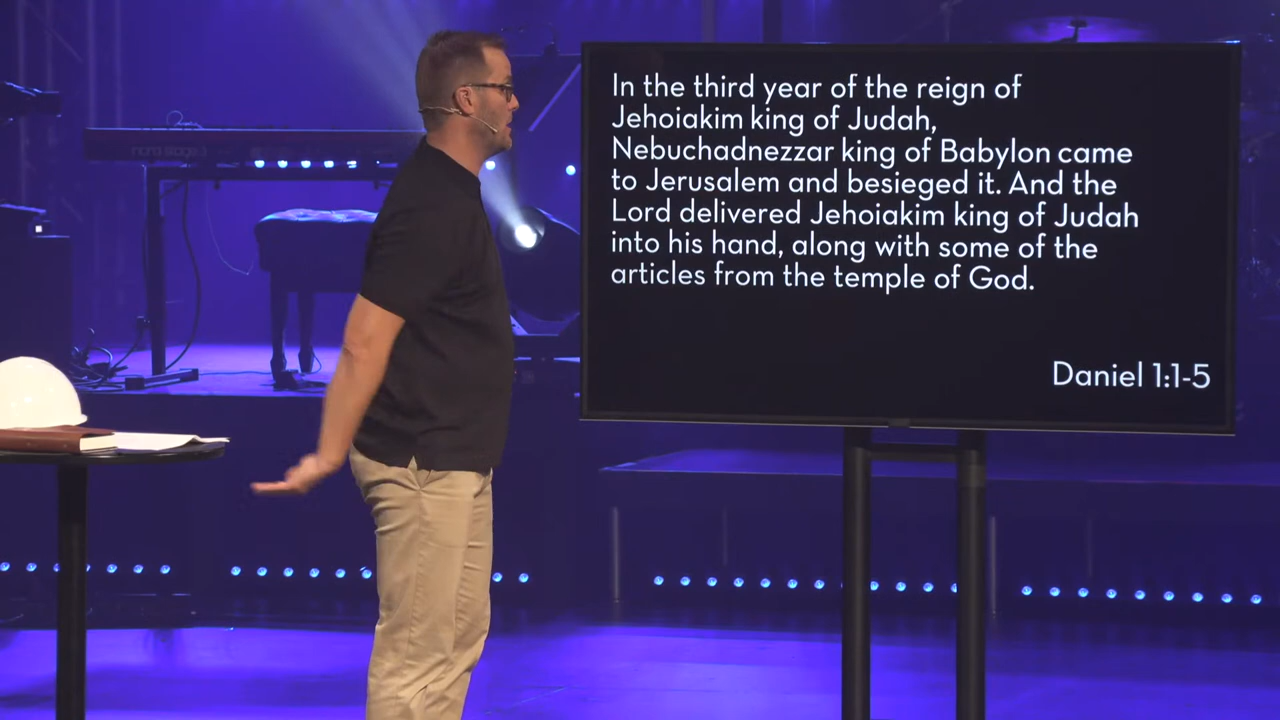 In the third year of the reign of
Jehoiakim king of Judah,
Nebuchadnezzar king of Babylon came
to Jerusalem and besieged it. And the
Lord delivered Jehoiakim king of Judah
into his hand, along with some of the
articles from the temple of God.
Daniel 1:1-5
nord stage